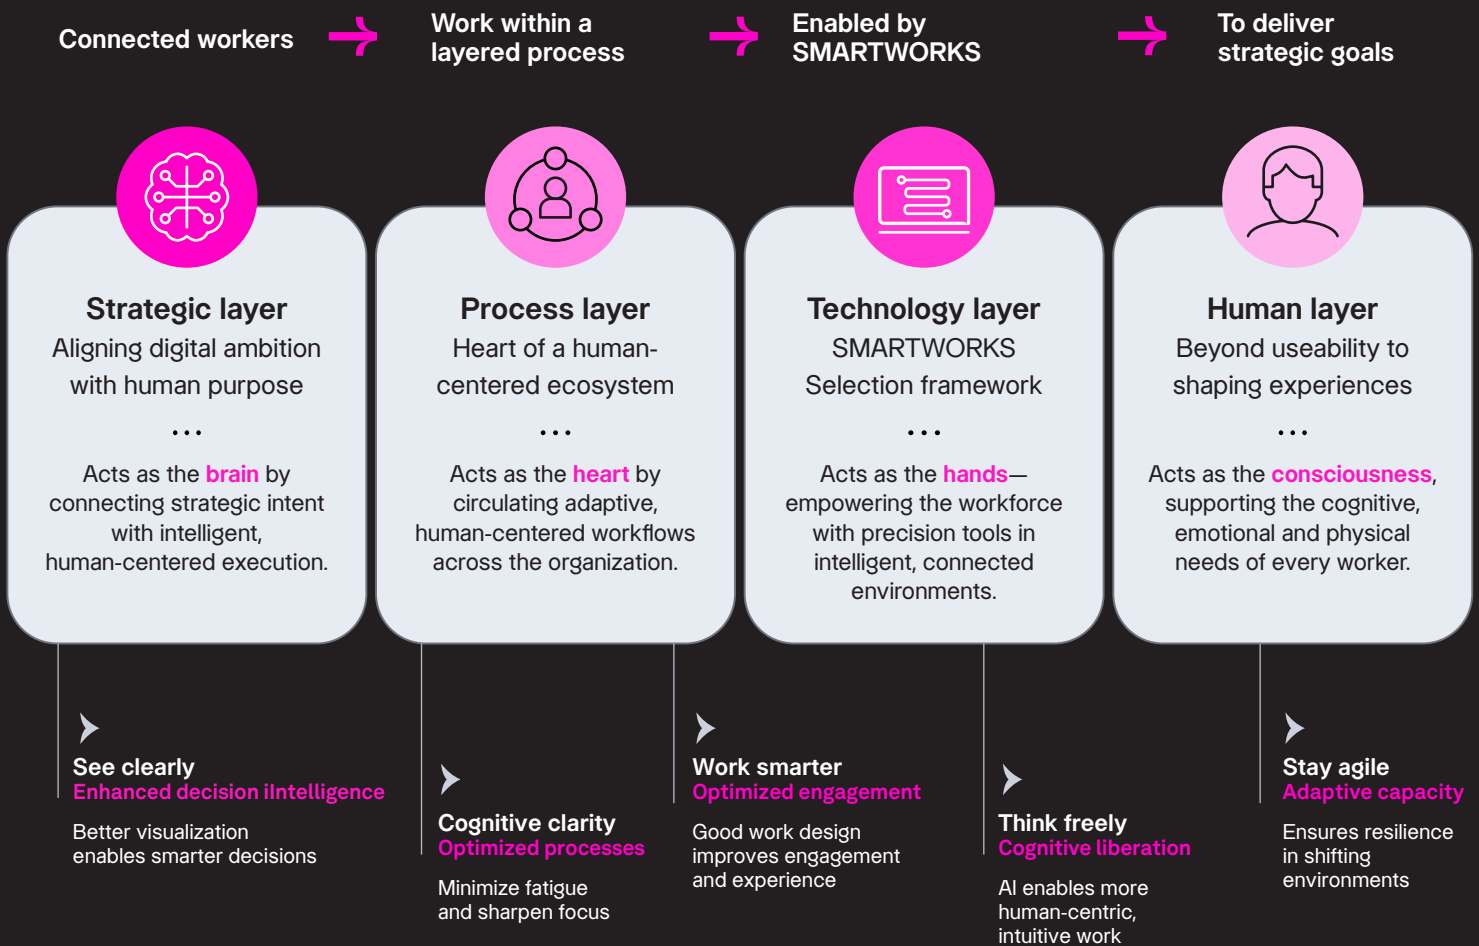 Connected workers
Work within a
layered process
Enabled by
SMARTWORKS
To deliver
strategic goals
Strategic layer
Aligning digital ambition
with human purpose
...
Acts as the brain by
connecting strategic intent
with intelligent,
human-centered execution.
Process layer
Heart of a human-
centered ecosystem
...
Acts as the heart by
circulating adaptive,
human-centered workflows
across the organization.
Technology layer
SMARTWORKS
Selection framework
...
Acts as the hands—
empowering the workforce
with precision tools in
intelligent, connected
environments.
Human layer
Beyond useability to
shaping experiences
...
Acts as the consciousness,
supporting the cognitive,
emotional and physical
needs of every worker.
See clearly
Enhanced decision iIntelligence
Better visualization
enables smarter decisions
Cognitive clarity
Optimized processes
Minimize fatigue
and sharpen focus
Work smarter
Optimized engagement
Good work design
improves engagement
and experience
Think freely
Cognitive liberation
AI enables more
human-centric,
intuitive work
Stay agile
Adaptive capacity
Ensures resilience
in shifting
environments